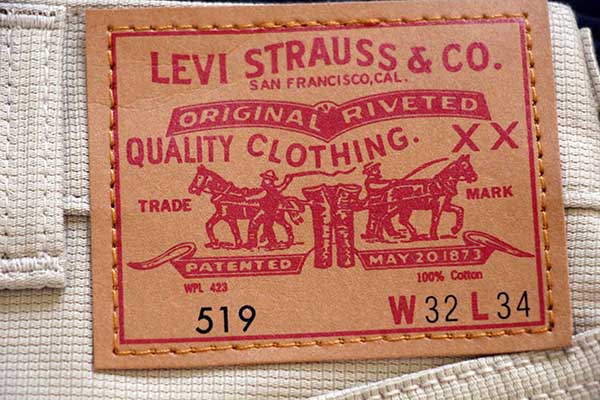 LEVI STRAUSS & CO.
SAN FRANCISCO, CAL.
ORIGINAL RIVETED
QUALITY CLOTHING. XX
TRADE MARK
PATENTED MAY 20 1873
WPL 423 100% Cotton
519 W 32 L 34